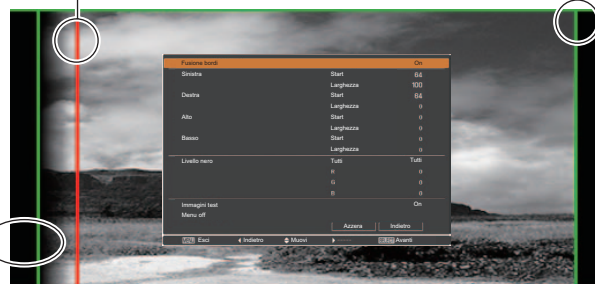 Fusione bordi On
Sinistra Start 64
Larghezza 100
Destra Start 64
Larghezza 0
Alto Start 0
Larghezza 0
Basso Start 0
Larghezza 0
Livello nero Tutti Tutti
R 0
G 0
B 0
Immagini test On
Menu off
Azzera Indietro
MENU Esci Indietro Muovi ----- SELECT Avanti